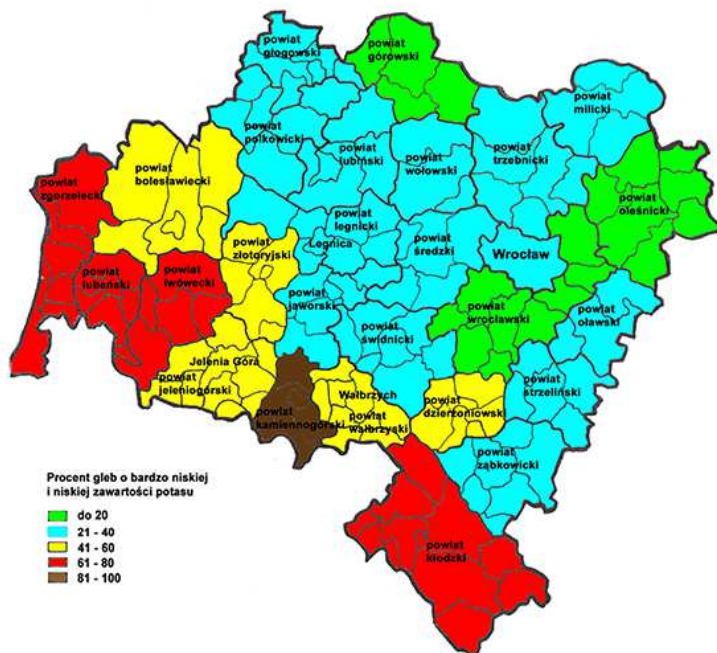 powiat
głogowski
powiat
górowski
powiat
milicki
powiat
polkowicki
powiat
lubiński
powiat
wołowski
powiat
trzebnicki
powiat
zgorzelecki
powiat
bolesławiecki
powiat
oleśnicki
powiat
legnicki
Legnica
powiat
złotoryjski
powiat
średzki
Wrocław
powiat
lubański
powiat
lwówecki
powiat
jaworski
powiat
wrocławski
powiat
oławski
powiat
świdnicki
Jelenia Góra
powiat
jeleniogórski
Wałbrzych
powiat
wałbrzyski
powiat
dzierżoniowski
powiat
strzeliński
powiat
kamiennogórski
powiat
ząbkowicki
powiat
kłodzki
Procent gleb o bardzo niskiej
i niskiej zawartości potasu
do 20
21 - 40
41 - 60
61 - 80
81 - 100